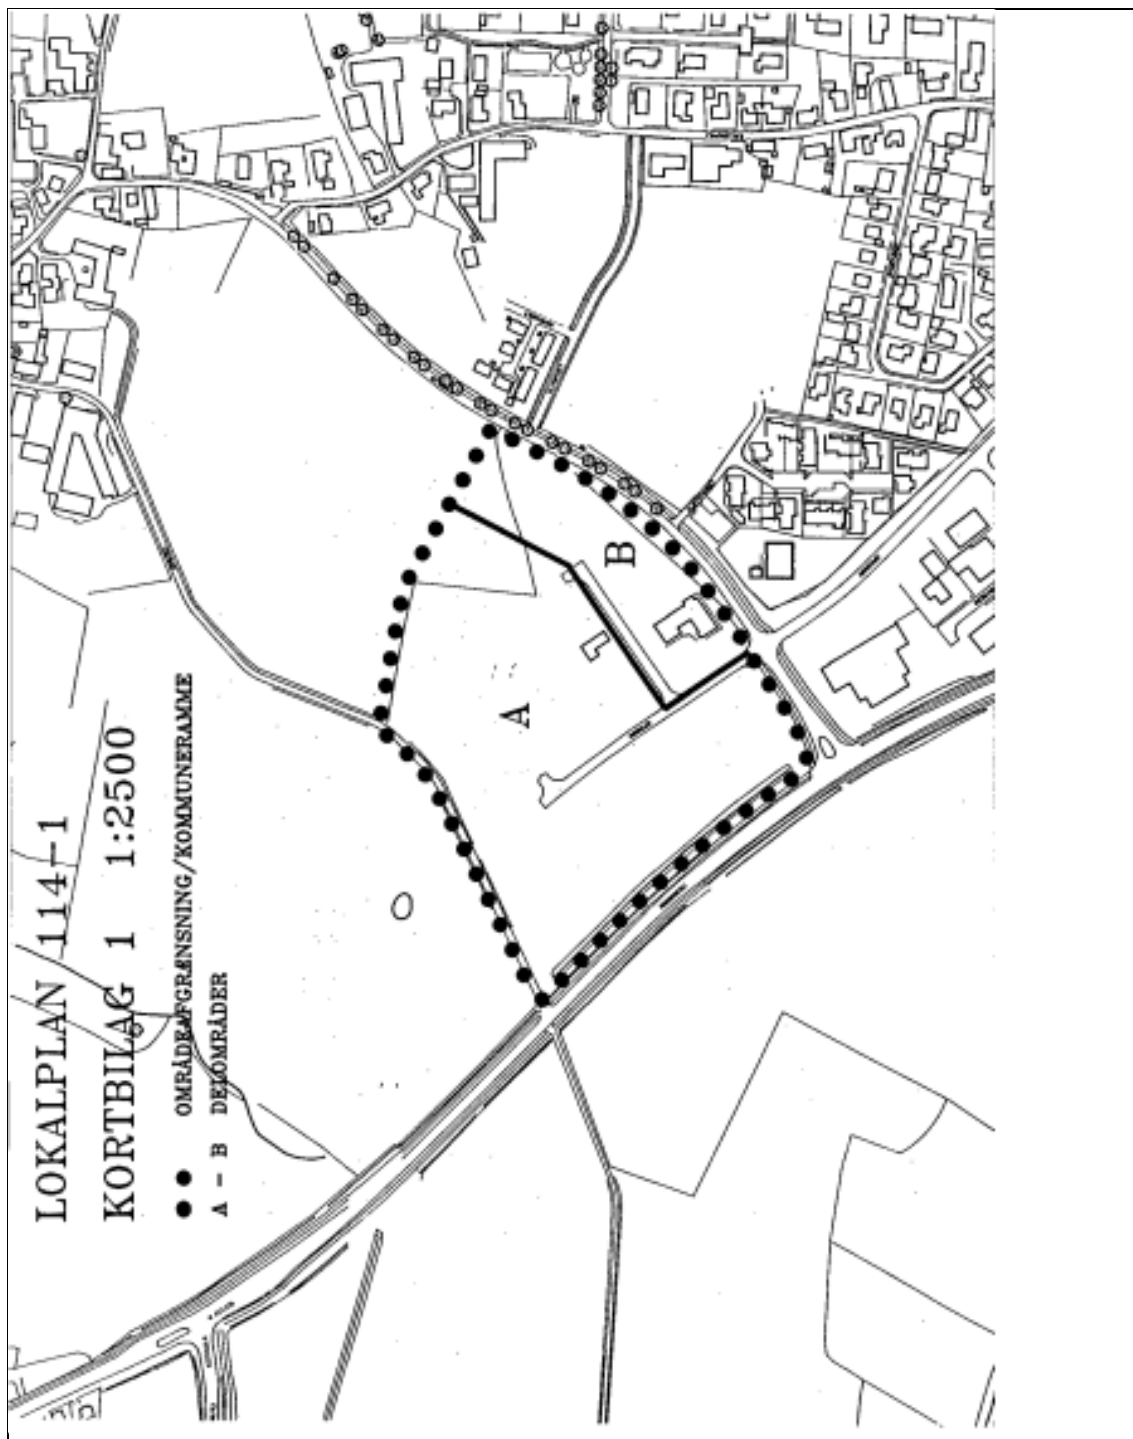 LOKALPLAN 114-1
KORTBILAG 1 1:2500
OMRÅDEAFGRÆNSNING/KOMMUNERAMME
A - B DELOMRÅDER
A
B